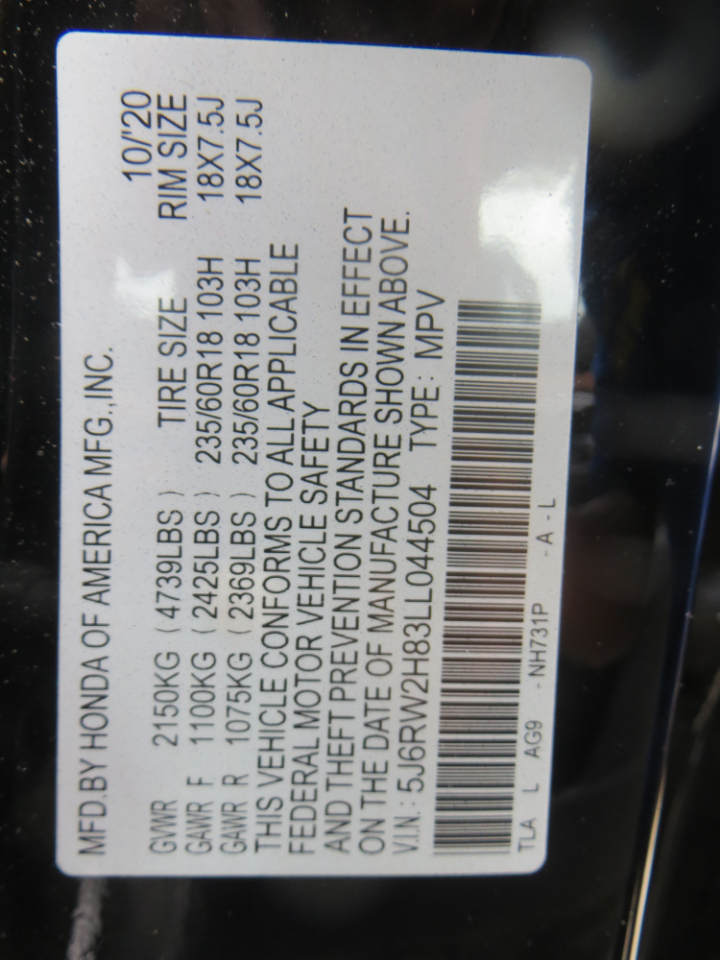 MFD.BY HONDA OF AMERICA MFG.,INC.
10/'20
GVWR 2150KG ( 4739LBS ) TIRE SIZE RIM SIZE
GAWR F 1100KG ( 2425LBS ) 235/60R18 103H 18X7.5J
GAWR R 1075KG ( 2369LBS ) 235/60R18 103H 18X7.5J
THIS VEHICLE CONFORMS TO ALL APPLICABLE
FEDERAL MOTOR VEHICLE SAFETY
AND THEFT PREVENTION STANDARDS IN EFFECT
ON THE DATE OF MANUFACTURE SHOWN ABOVE.
V.I.N.: 5J6RW2H83LL044504 TYPE: MPV
TLA L AG9 - NH731P - A - L